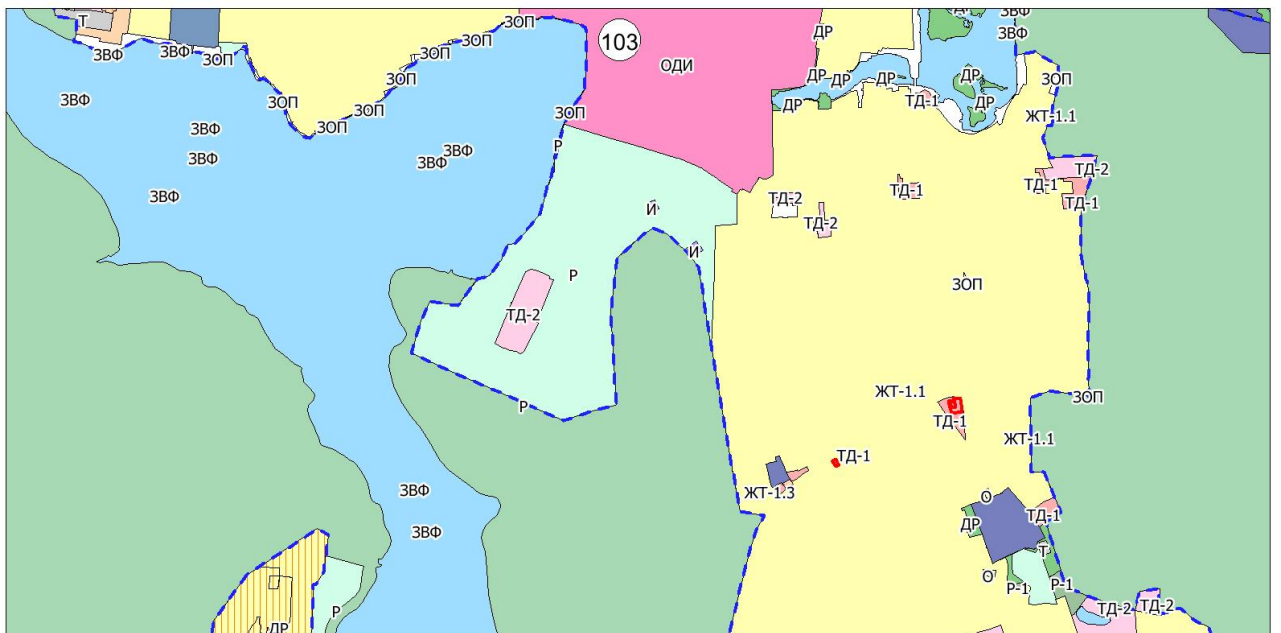 ЗОП
ЗВФ
Т
103
ЗОП
ДР
ЗВФ
ЗОП
ЗВФ
ЗВФ
ЗОП
ОДИ
ЗОП
ДР
ДР
ДР
ДР
ЗОП
ЗВФ
ЗОП
ЗОП
ТД-1
ДР
ДР
ЗОП
ЗОП
ЖТ-1.1
ЗВФ
ЗОП
Р
ЗВФ
ЗВФ
ЗВФ
ТД-2
ТД-1
ТД-1
ЗВФ
ТД-2
ТД-1
И
ТД-2
И
Р
ЗОП
ТД-2
ЖТ-1.1
ЗОП
Р
ТД-1
ЖТ-1.1
ТД-1
ЗВФ
ЖТ-1.3
О
ТД-1
ДР
ЗВФ
Т
О
Р-1
Р-1
Р
ТД-2
ТД-2
ДР